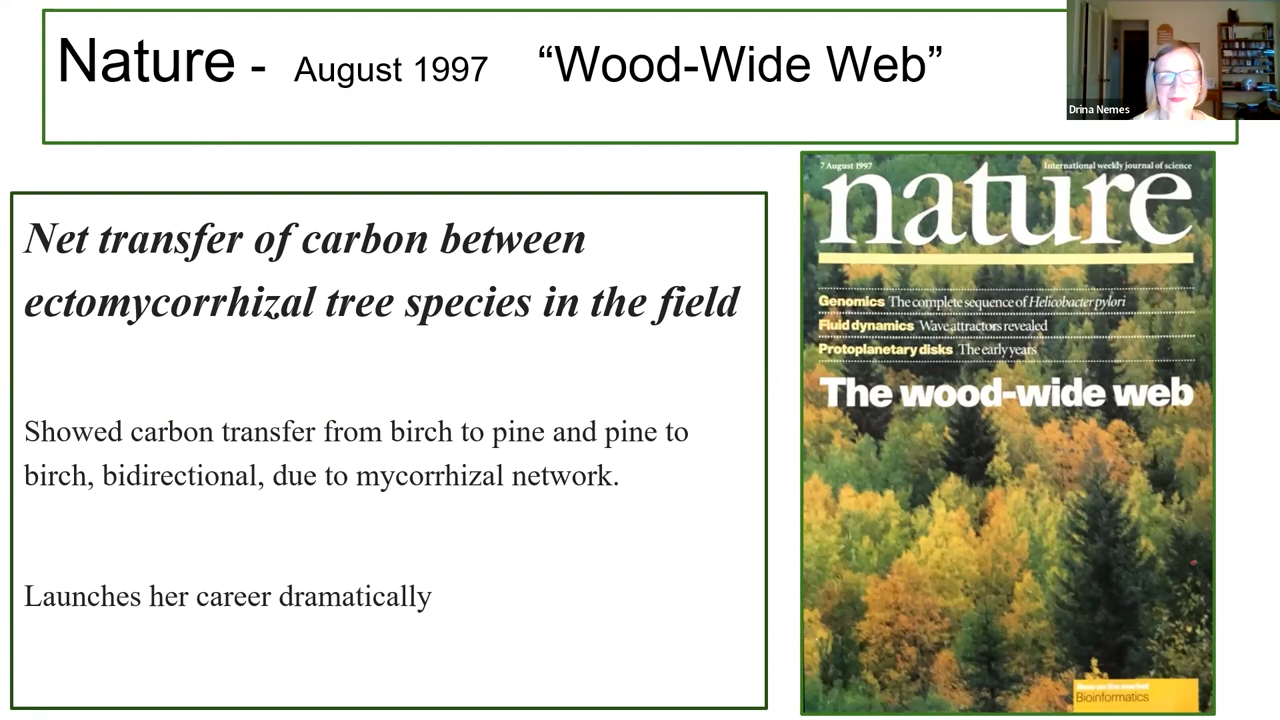 Nature - August 1997 “Wood-Wide Web”
Drina Nemes
Net transfer of carbon between
ectomycorrhizal tree species in the field
Showed carbon transfer from birch to pine and pine to
birch, bidirectional, due to mycorrhizal network.
Launches her career dramatically
7 August 1997 International weekly journal of science
nature
Genomics The complete sequence of Helicobacter pylori
Fluid dynamics Wave attractors revealed
Protoplanetary disks The early years
The wood-wide web
Bioinformatics